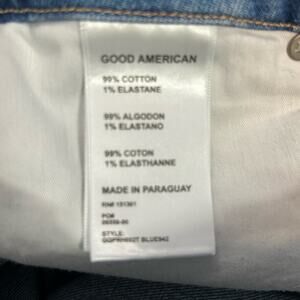 GOOD AMERICAN
99% COTTON
1% ELASTANE
99% ALGODON
1% ELASTANO
99% COTON
1% ELASTHANNE
MADE IN PARAGUAY
RN# 151361
PO#
STYLE: